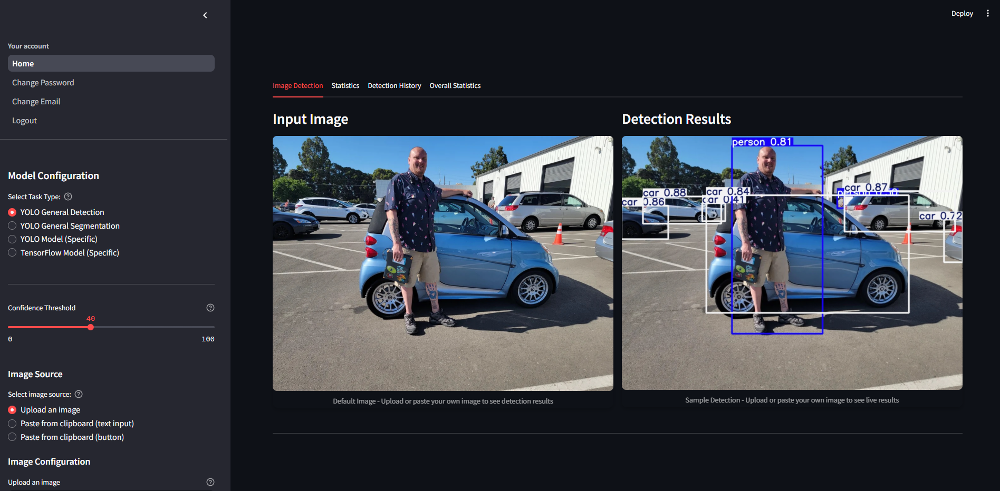 Deploy
Your account
Home
Change Password
Change Email
Logout
Model Configuration
Select Task Type:
YOLO General Detection
YOLO General Segmentation
YOLO Model (Specific)
TensorFlow Model (Specific)
Confidence Threshold
40
0 100
Image Source
Select image source:
Upload an image
Paste from clipboard (text input)
Paste from clipboard (button)
Image Configuration
Upload an image
Image Detection Statistics Detection History Overall Statistics
Input Image
Default Image - Upload or paste your own image to see detection results
Detection Results
person 0.81
car 0.87
car 0.88
car 0.84
person
car 0.86
car 0.41
car 0.72
Sample Detection - Upload or paste your own image to see live results